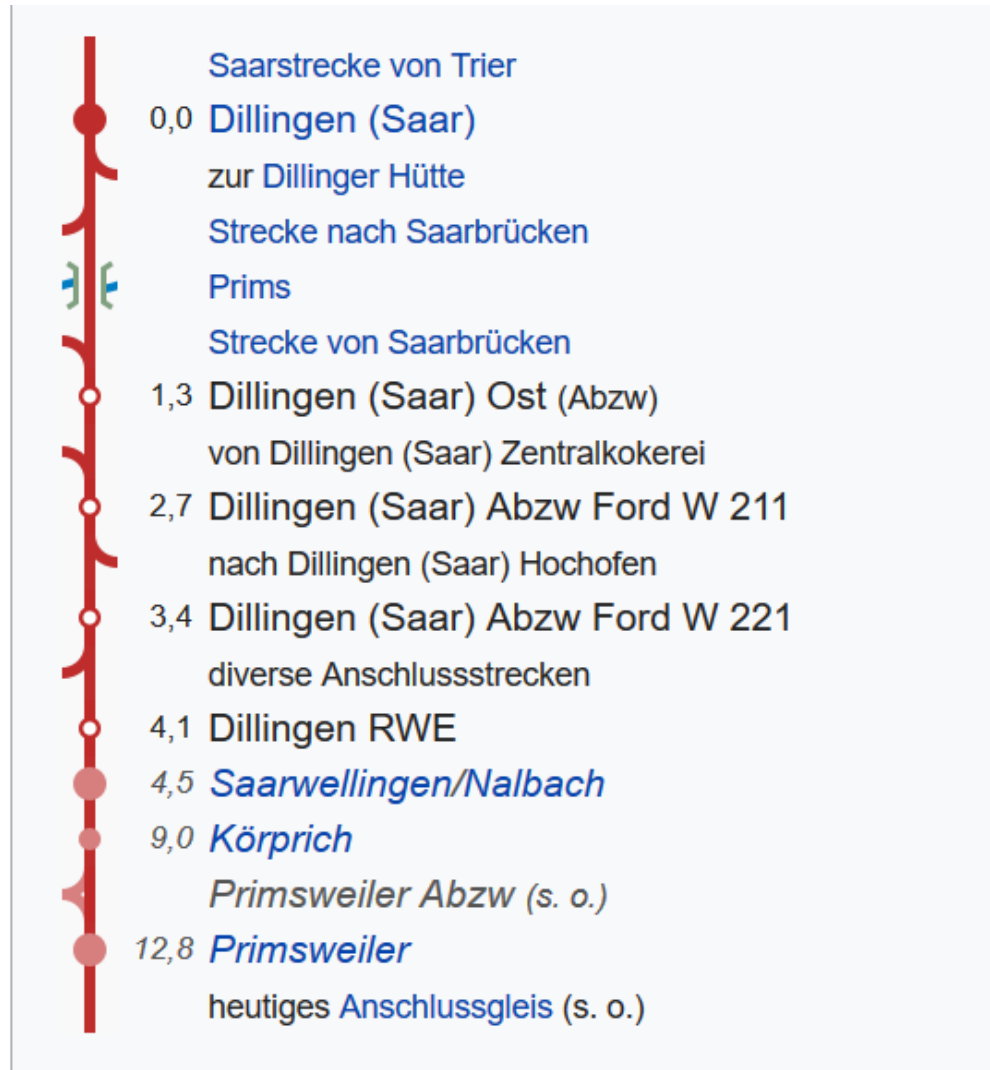 Saarstrecke von Trier
0,0 Dillingen (Saar)
zur Dillinger Hütte
Strecke nach Saarbrücken
Prims
Strecke von Saarbrücken
1,3 Dillingen (Saar) Ost (Abzw)
von Dillingen (Saar) Zentralkokerei
2,7 Dillingen (Saar) Abzw Ford W 211
nach Dillingen (Saar) Hochofen
3,4 Dillingen (Saar) Abzw Ford W 221
diverse Anschlussstrecken
4,1 Dillingen RWE
4,5 Saarwellingen/Nalbach
9,0 Körprich
Primsweiler Abzw (s. o.)
12,8 Primsweiler
heutiges Anschlussgleis (s. o.)